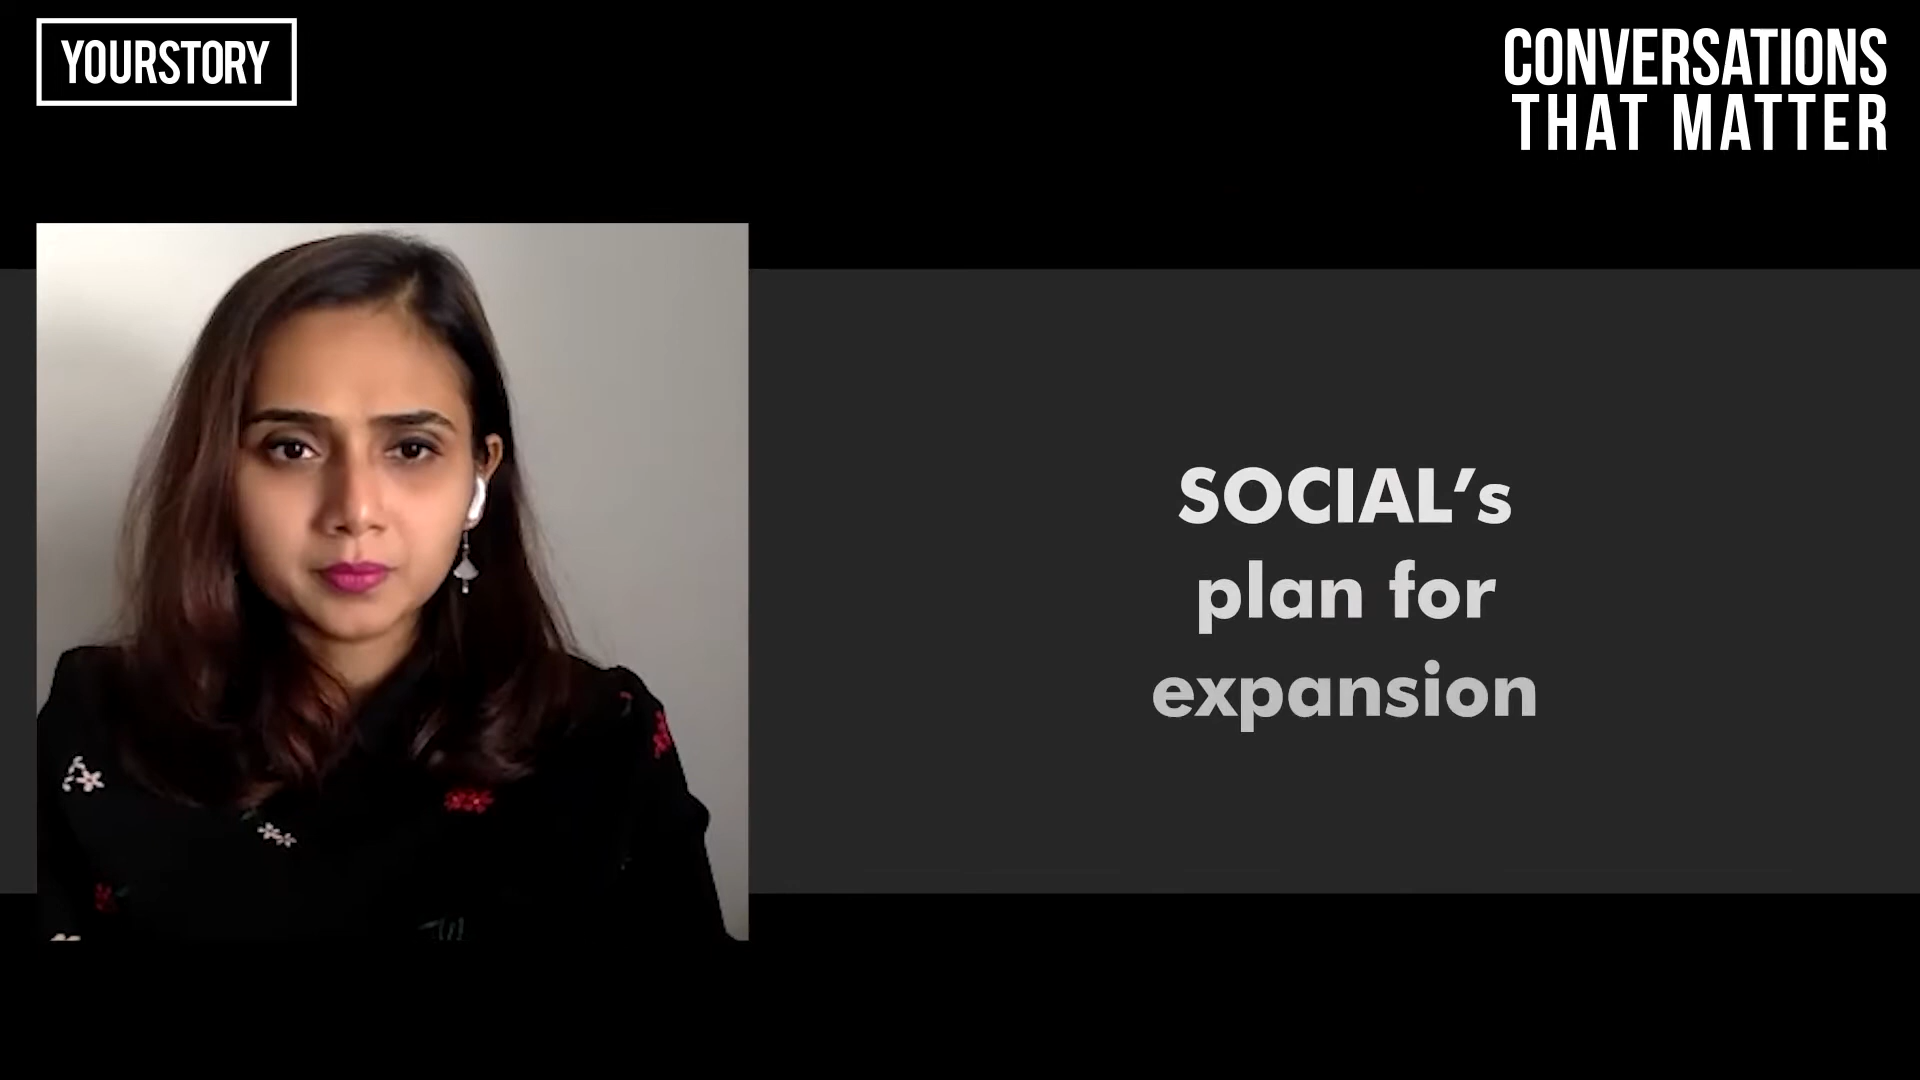 YOURSTORY
CONVERSATIONS
THAT MATTER
SOCIAL’s
plan for
expansion